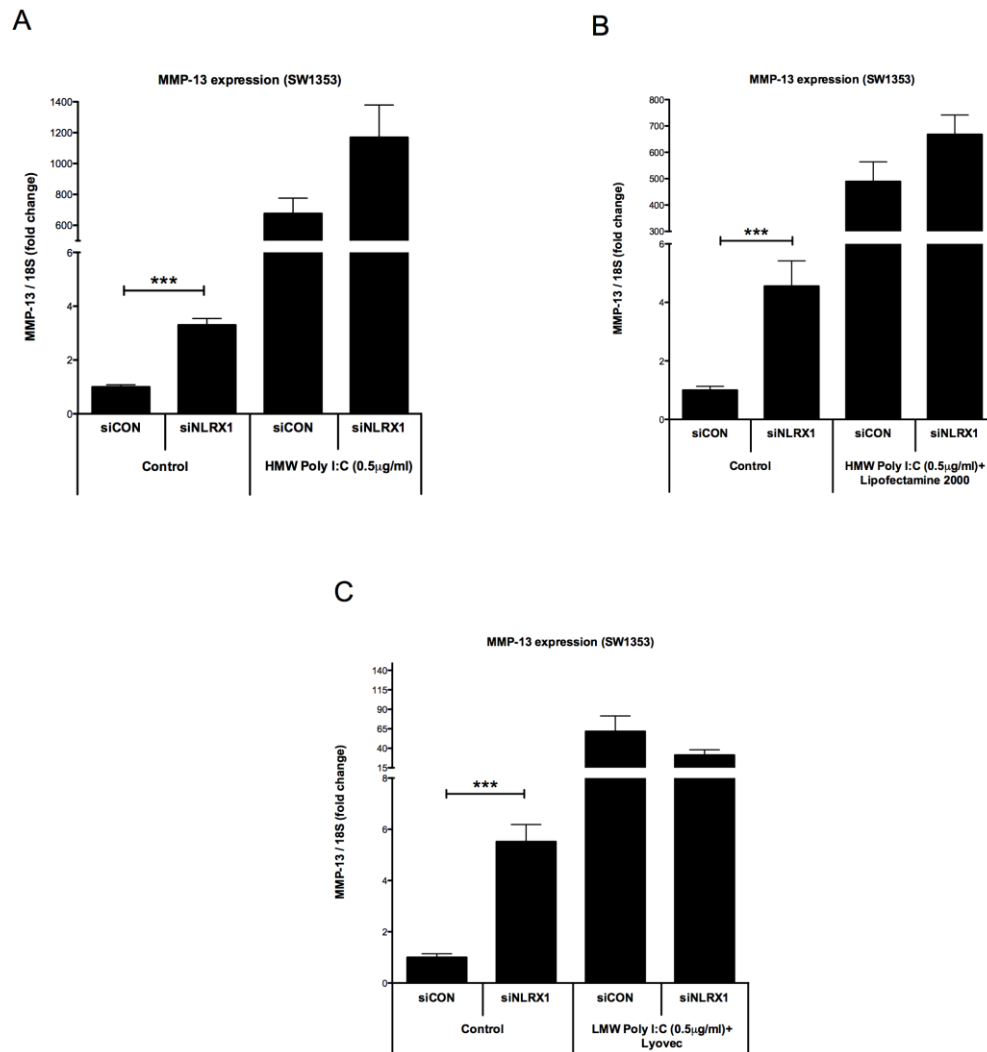 A
MMP-13 expression (SW1353)
MMP-13 / 18S (fold change)
1400
1200
1000
800
600
6
4
2
0
***
siCON
siNLRX1
siCON
siNLRX1
Control
HMW Poly I:C (0.5µg/ml)
B
MMP-13 expression (SW1353)
MMP-13 / 18S (fold change)
800
700
600
500
400
300
6
4
2
0
***
siCON
siNLRX1
siCON
siNLRX1
Control
HMW Poly I:C (0.5µg/ml)+
Lipofectamine 2000
C
MMP-13 expression (SW1353)
MMP-13 / 18S (fold change)
140
115
90
65
40
15
8
6
4
2
0
***
siCON
siNLRX1
siCON
siNLRX1
Control
LMW Poly I:C (0.5µg/ml)+
Lyovec